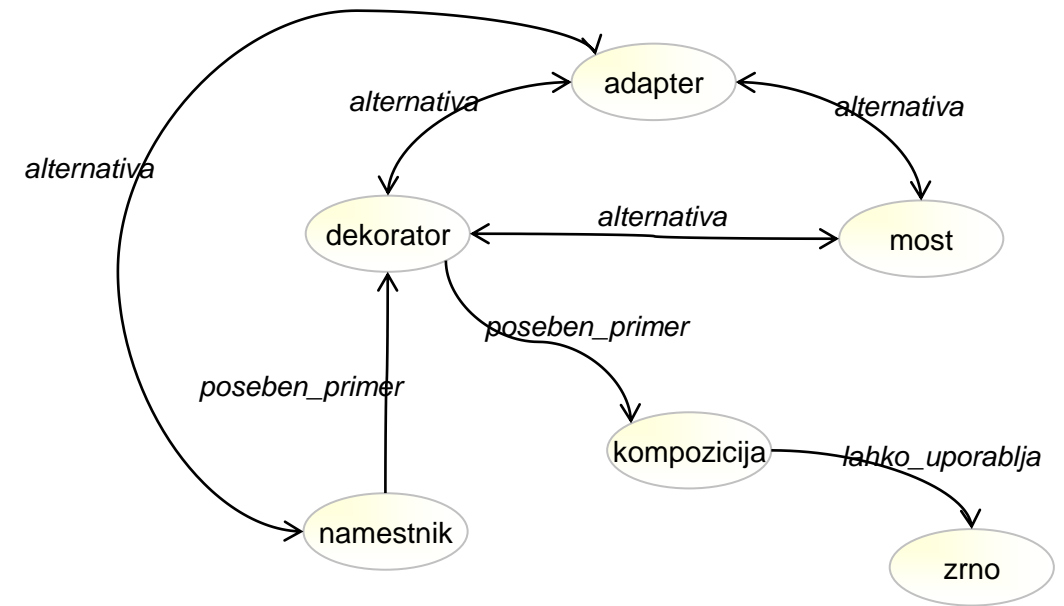 adapter
alternativa
alternativa
alternativa
alternativa
dekorator
most
poseben_primer
poseben_primer
kompozicija
lahko_uporablja
namestnik
zrno